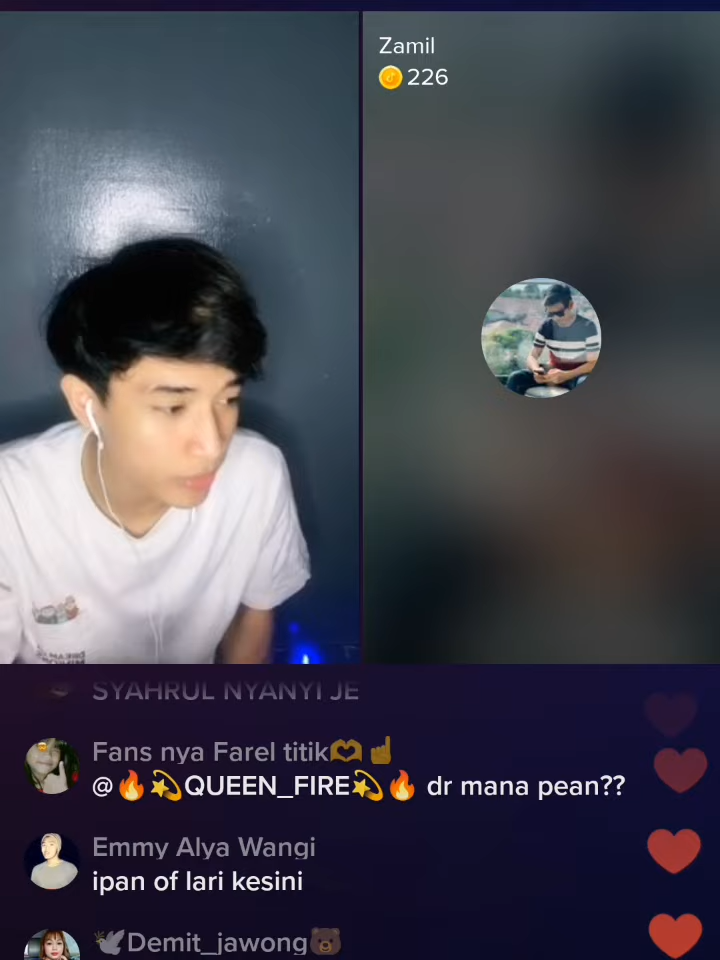 Zamil
226
SYAHRUL NYANYI JE
Fans nya Farel titik🫶☝
@🔥💫QUEEN_FIRE💫🔥 dr mana pean??
Emmy Alya Wangi
ipan of lari kesini
🕊Demit_jawong🐻